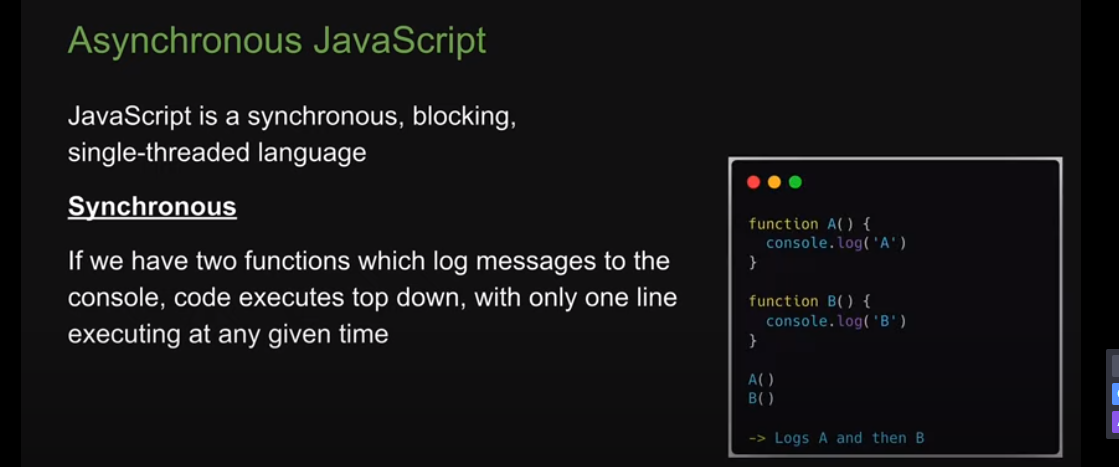 Asynchronous JavaScript
JavaScript is a synchronous, blocking,
single-threaded language
Synchronous
If we have two functions which log messages to the
console, code executes top down, with only one line
executing at any given time
function A() {
  console.log('A')
}
function B() {
  console.log('B')
}
A()
B()
-> Logs A and then B